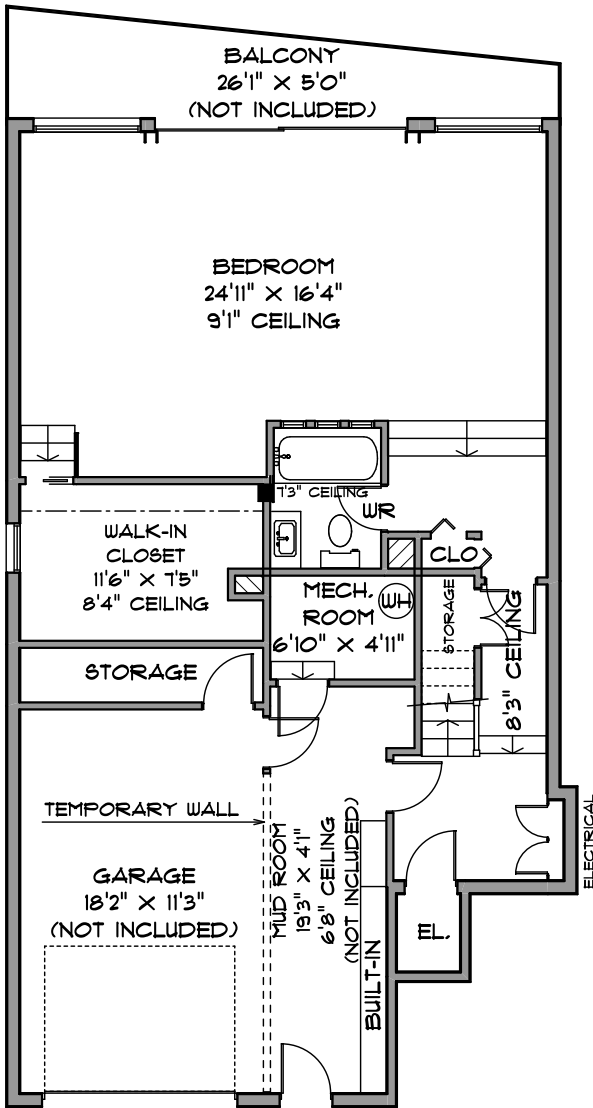 BALCONY
26'1" X 5'0"
(NOT INCLUDED)
BEDROOM
24'11" X 16'4"
9'1" CEILING
7'3" CEILING
WR
WALK-IN
CLOSET
11'6" X 7'5"
8'4" CEILING
CLO
MECH.
ROOM
6'10" X 4'11"
WH
STORAGE
8'3" CEILING
STORAGE
TEMPORARY WALL
GARAGE
18'2" X 11'3"
(NOT INCLUDED)
MUD ROOM
19'3" X 4'1"
6'8" CEILING
(NOT INCLUDED)
BUILT-IN
EL.
ELECTRICAL